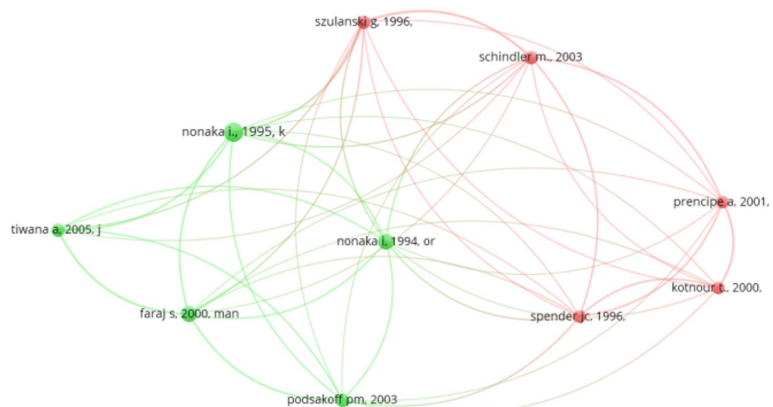 szulanski g, 1996,
schindler m., 2003
nonaka i., 1995, k
prencipe a, 2001,
tiwana a, 2005, j
nonaka i, 1994, or
kotnour t., 2000,
faraj s, 2000, man
spender jc, 1996,
podsakoff pm, 2003